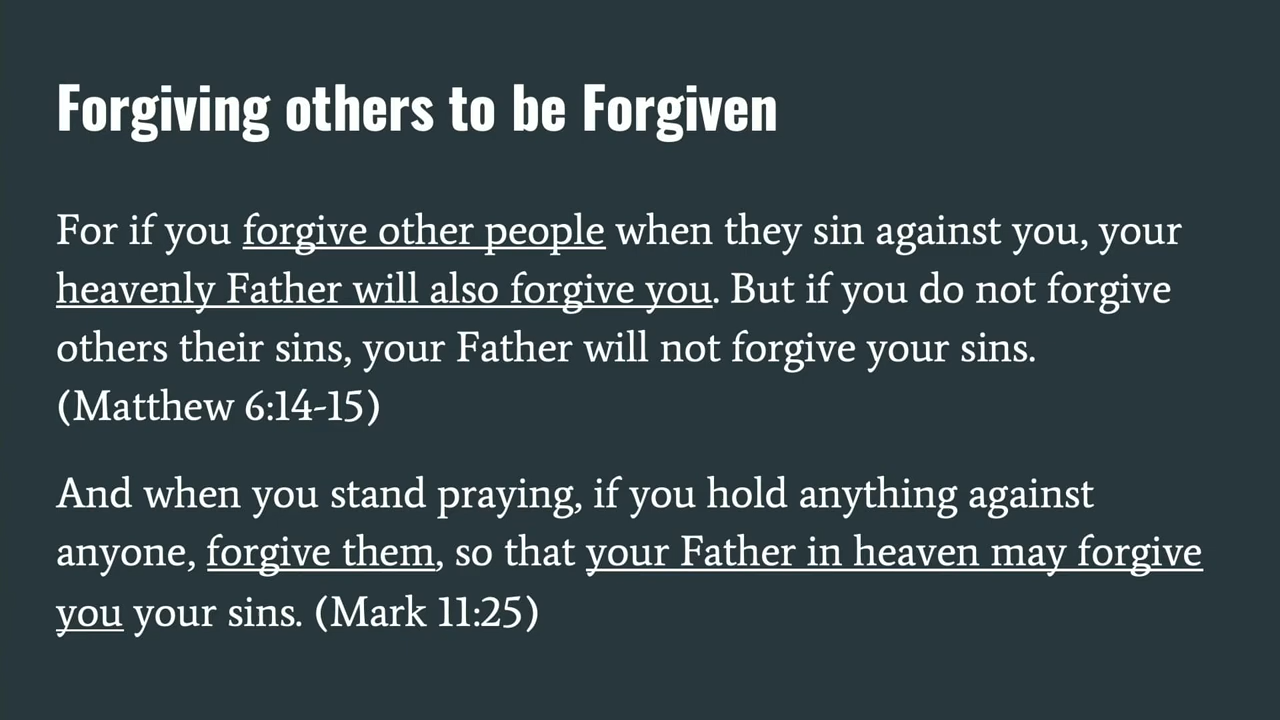 Forgiving others to be Forgiven
For if you forgive other people when they sin against you, your
heavenly Father will also forgive you. But if you do not forgive
others their sins, your Father will not forgive your sins.
(Matthew 6:14-15)
And when you stand praying, if you hold anything against
anyone, forgive them, so that your Father in heaven may forgive
you your sins. (Mark 11:25)